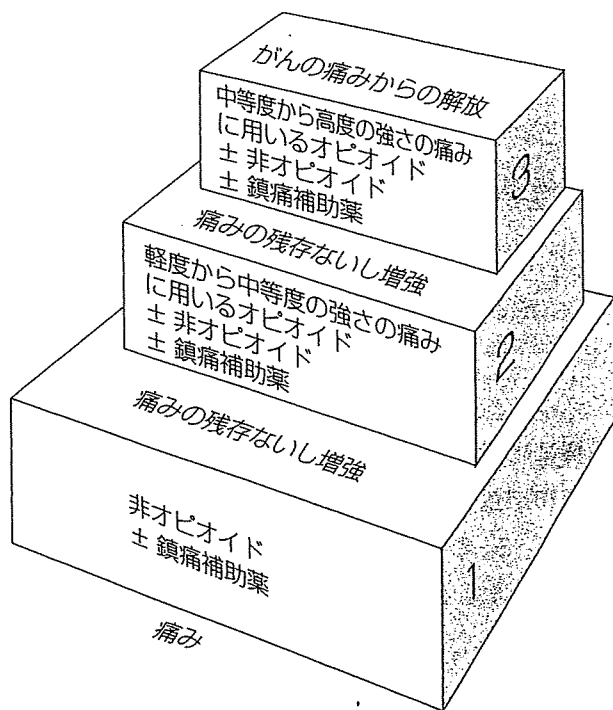 がんの痛みからの解放
中等度から高度の強さの痛み
に用いるオピオイド
± 非オピオイド
± 鎮痛補助薬
3
痛みの残存ないし増強
軽度から中等度の強さの痛み
に用いるオピオイド
± 非オピオイド
± 鎮痛補助薬
2
痛みの残存ないし増強
非オピオイド
± 鎮痛補助薬
1
痛み